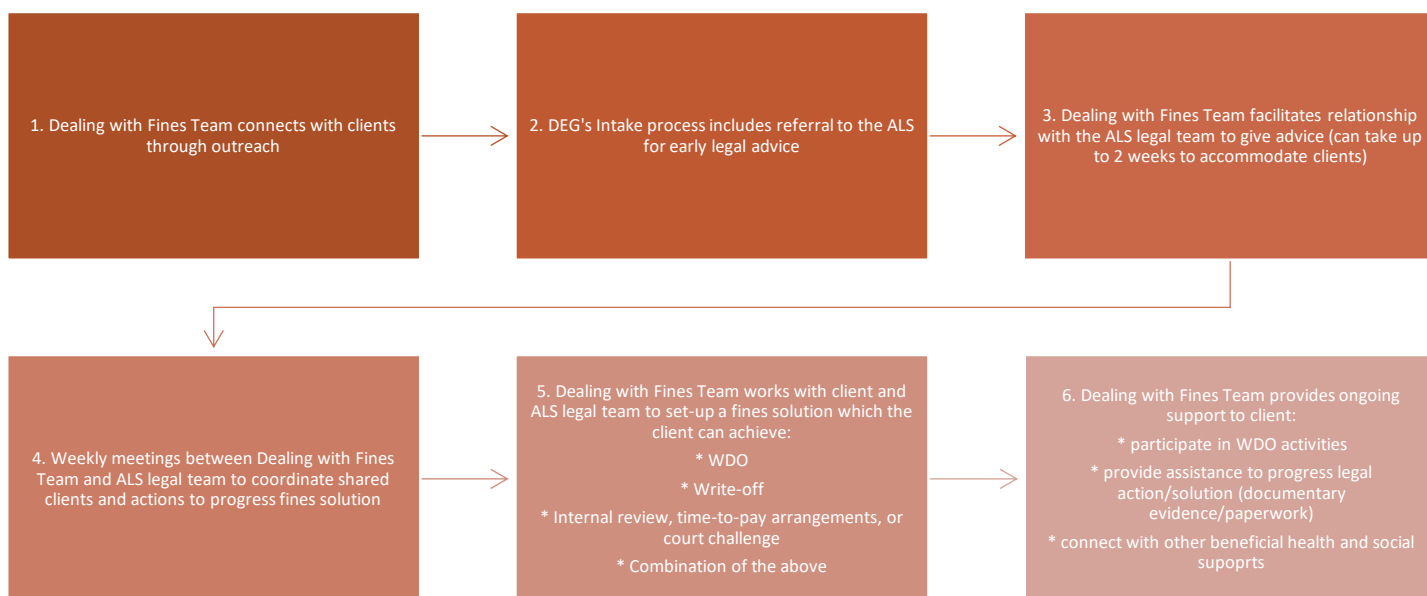 1. Dealing with Fines Team connects with clients
through outreach
2. DEG's Intake process includes referral to the ALS
for early legal advice
3. Dealing with Fines Team facilitates relationship
with the ALS legal team to give advice (can take up
to 2 weeks to accommodate clients)
4. Weekly meetings between Dealing with Fines
Team and ALS legal team to coordinate shared
clients and actions to progress fines solution
5. Dealing with Fines Team works with client and
ALS legal team to set-up a fines solution which the
client can achieve:
* WDO
* Write-off
* Internal review, time-to-pay arrangements, or
court challenge
* Combination of the above
6. Dealing with Fines Team provides ongoing
support to client:
* participate in WDO activities
* provide assistance to progress legal
action/solution (documentary
evidence/paperwork)
* connect with other beneficial health and social
supoprts